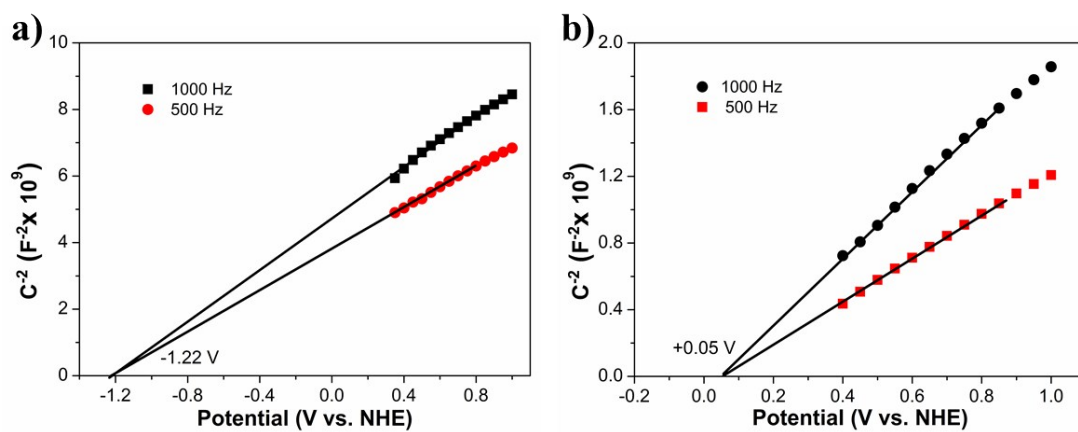 a)
10
8
6
4
2
0
C⁻² (F⁻²x 10⁹)
1000 Hz
500 Hz
-1.22 V
-1.2 -0.8 -0.4 0.0 0.4 0.8
Potential (V vs. NHE)
b)
2.0
1.6
1.2
0.8
0.4
0.0
C⁻² (F⁻²x 10⁹)
1000 Hz
500 Hz
+0.05 V
-0.2 0.0 0.2 0.4 0.6 0.8 1.0
Potential (V vs. NHE)